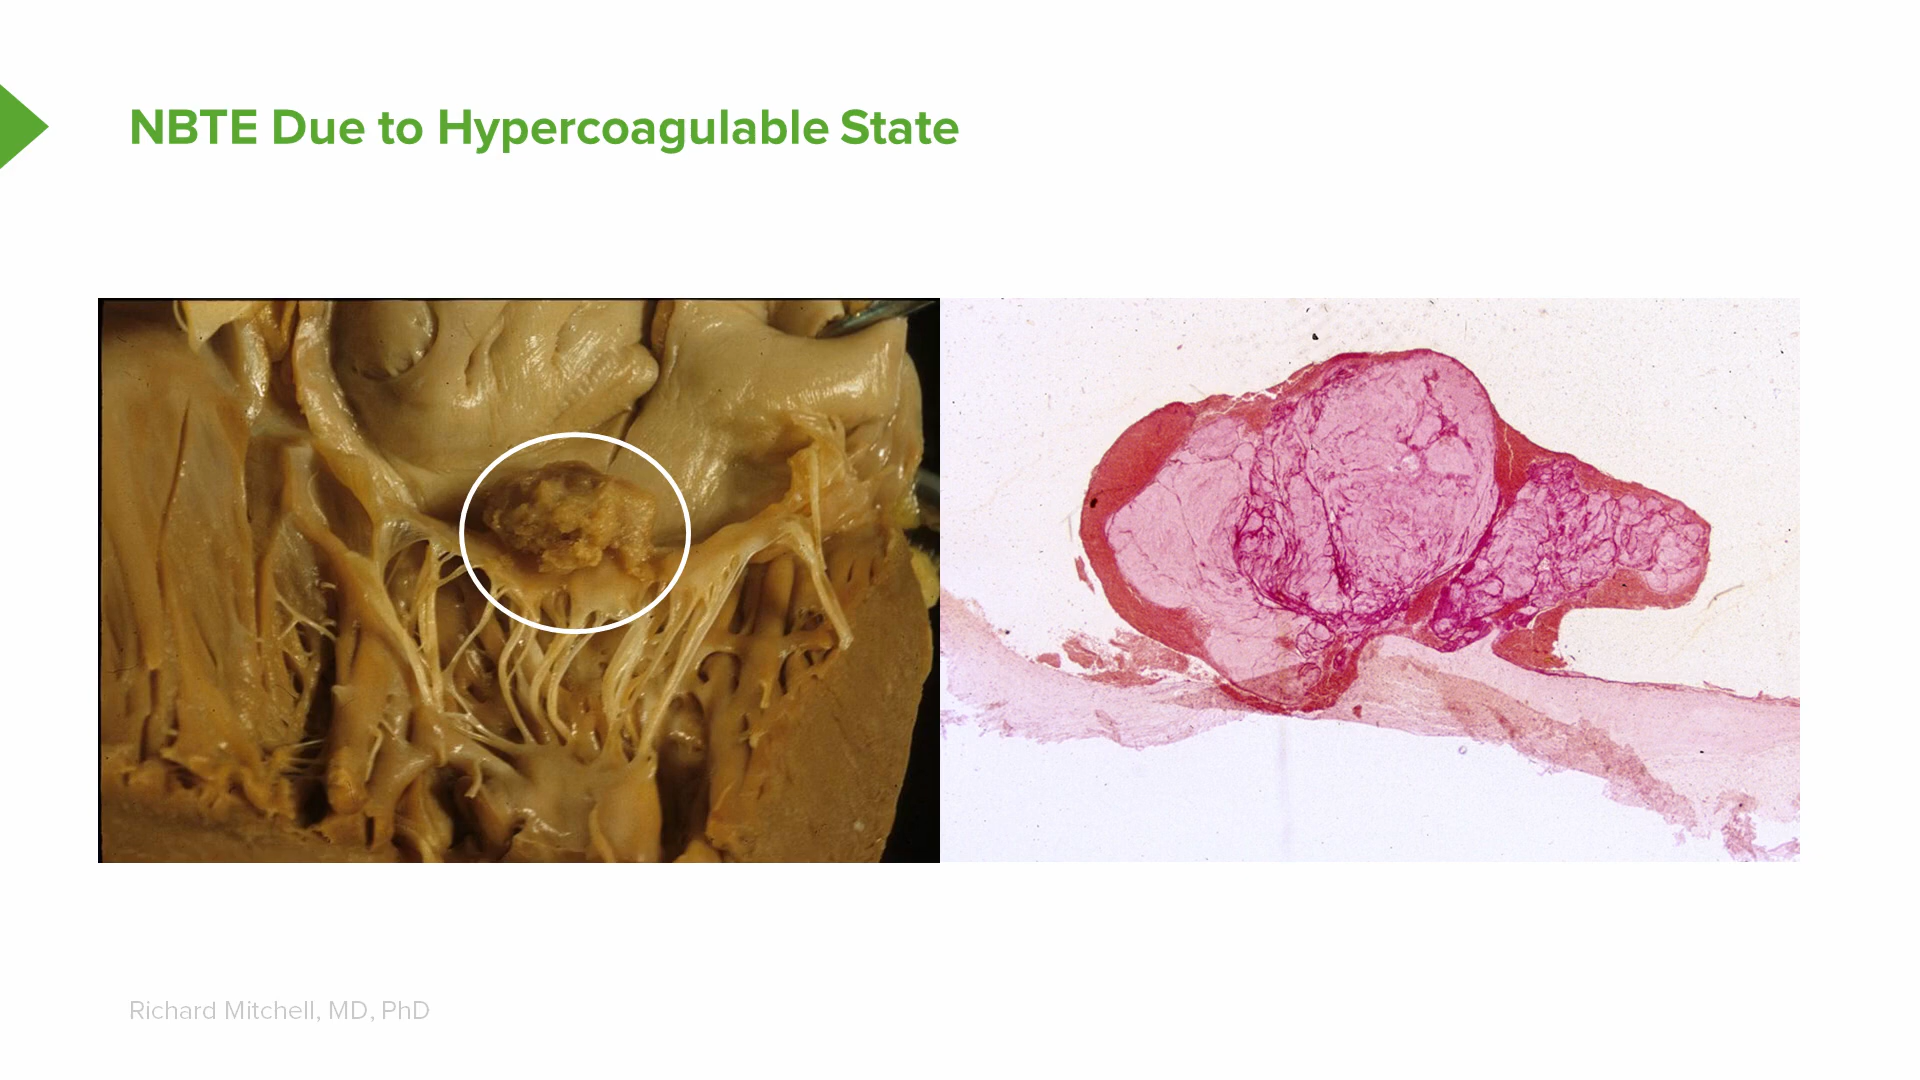 NBTE Due to Hypercoagulable State
Richard Mitchell, MD, PhD